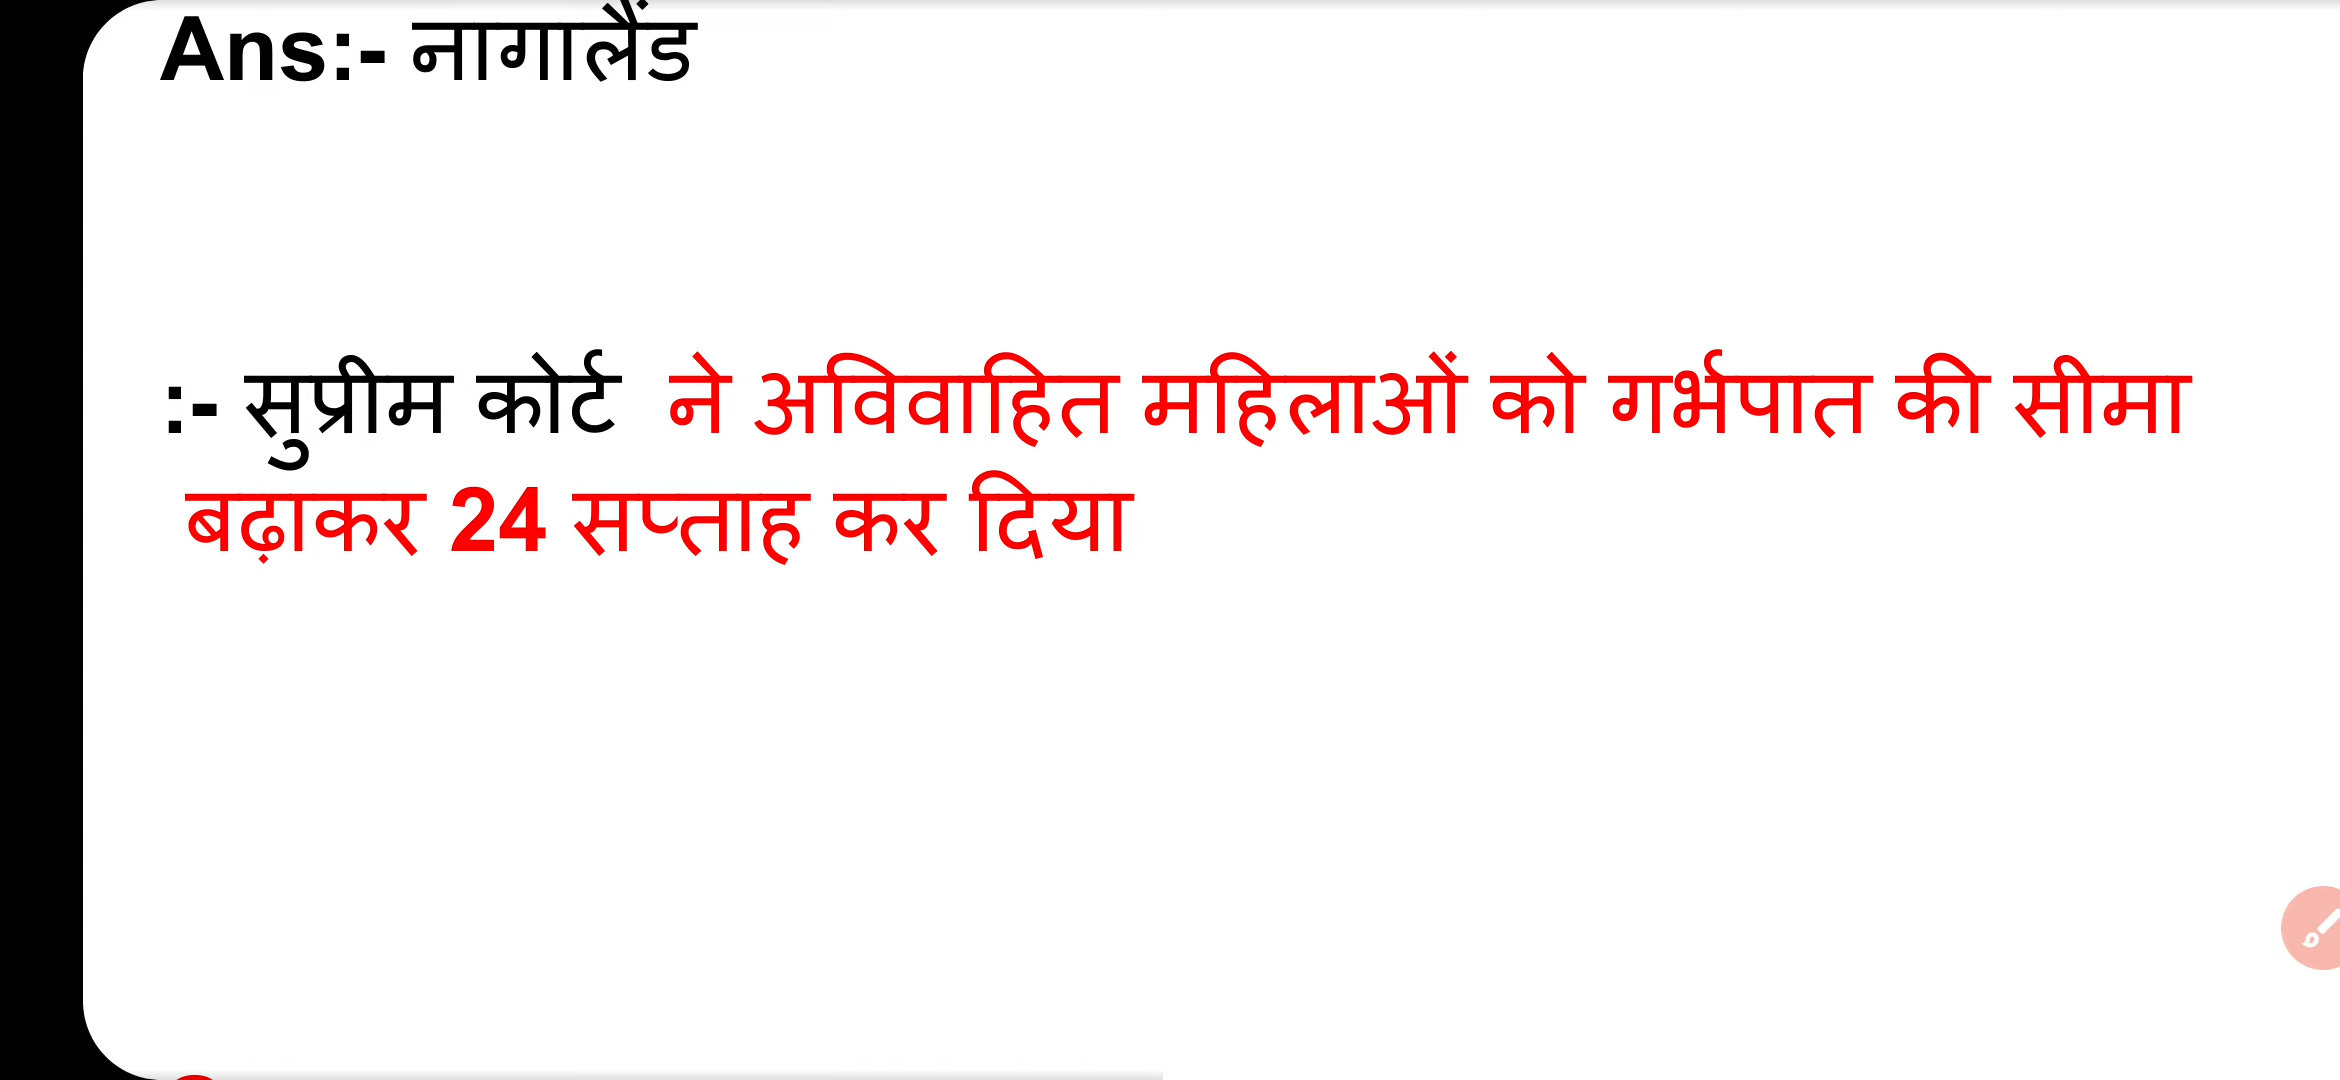 Ans:- नागालैंड
:- सुप्रीम कोर्ट ने अविवाहित महिलाओं को गर्भपात की सीमा
बढ़ाकर 24 सप्ताह कर दिया